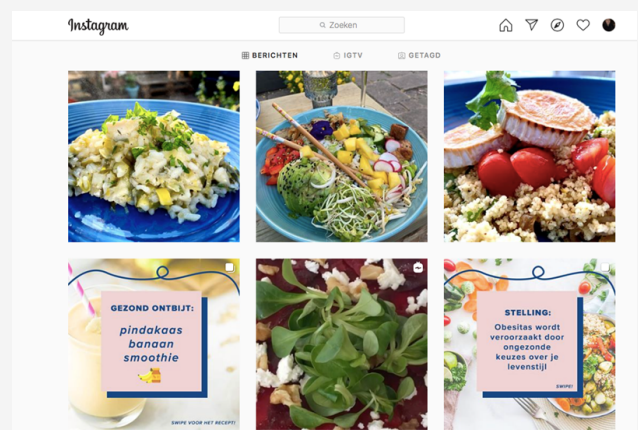 Instagram
Zoeken
BERICHTEN
IGTV
GETAGD
GEZOND ONTBIJT:
pindakaas
banaan
smoothie
SWIPE VOOR HET RECEPT!
STELLING:
Obesitas wordt
veroorzaakt door
ongezonde
keuzes over je
levenstijl
SWIPE!